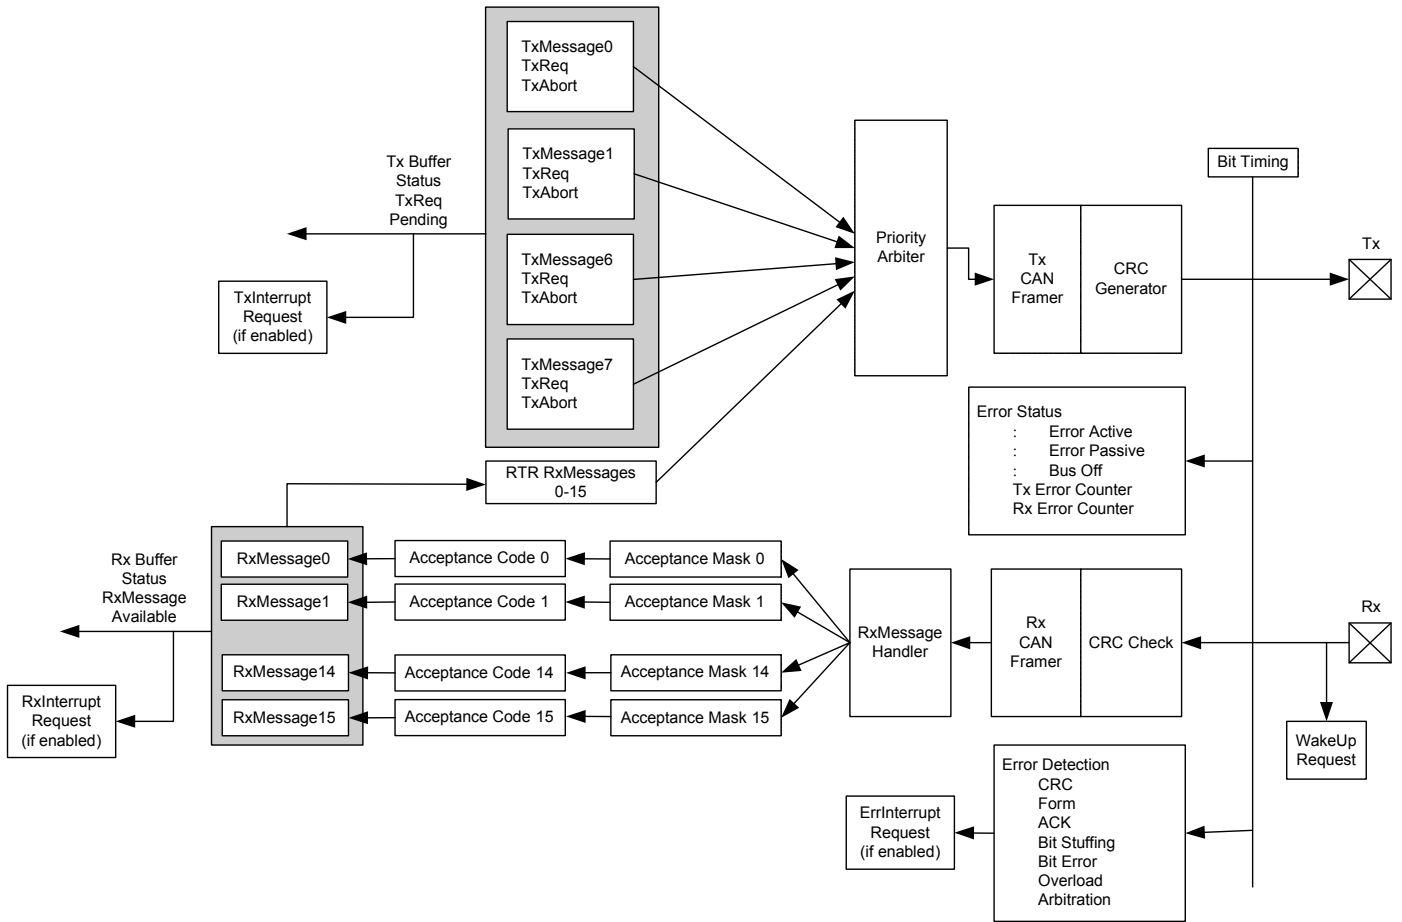 TxMessage0
TxReq
TxAbort
TxMessage1
TxReq
TxAbort
TxMessage6
TxReq
TxAbort
TxMessage7
TxReq
TxAbort
Tx Buffer
Status
TxReq
Pending
TxInterrupt
Request
(if enabled)
Priority
Arbiter
Tx
CAN
Framer
CRC
Generator
Bit Timing
Tx
Error Status
: Error Active
: Error Passive
: Bus Off
Tx Error Counter
Rx Error Counter
RTR RxMessages
0-15
Rx Buffer
Status
RxMessage
Available
RxInterrupt
Request
(if enabled)
RxMessage0
Acceptance Code 0
Acceptance Mask 0
RxMessage1
Acceptance Code 1
Acceptance Mask 1
RxMessage14
Acceptance Code 14
Acceptance Mask 14
RxMessage15
Acceptance Code 15
Acceptance Mask 15
RxMessage
Handler
Rx
CAN
Framer
CRC Check
Rx
WakeUp
Request
Error Detection
CRC
Form
ACK
Bit Stuffing
Bit Error
Overload
Arbitration
ErrInterrupt
Request
(if enabled)